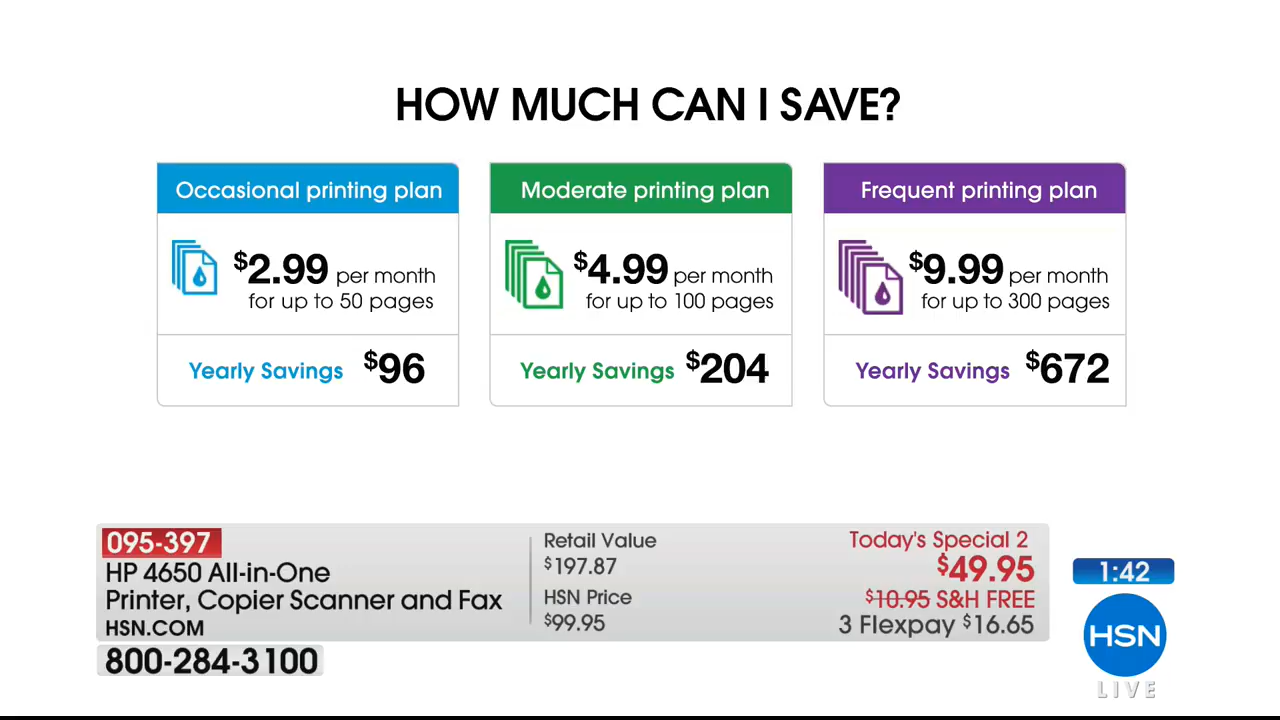 HOW MUCH CAN I SAVE?
Occasional printing plan
$2.99 per month
for up to 50 pages
Yearly Savings $96
Moderate printing plan
$4.99 per month
for up to 100 pages
Yearly Savings $204
Frequent printing plan
$9.99 per month
for up to 300 pages
Yearly Savings $672
095-397
HP 4650 All-in-One
Printer, Copier Scanner and Fax
HSN.COM
800-284-3100
Retail Value
$197.87
HSN Price
$99.95
Today's Special 2
$49.95
$10.95 S&H FREE
3 Flexpay $16.65
1:42
HSN
LIVE